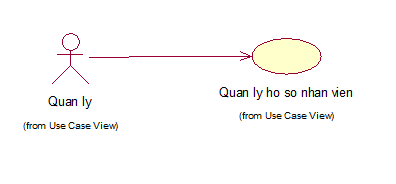 Quan ly
(from Use Case View)
Quan ly ho so nhan vien
(from Use Case View)